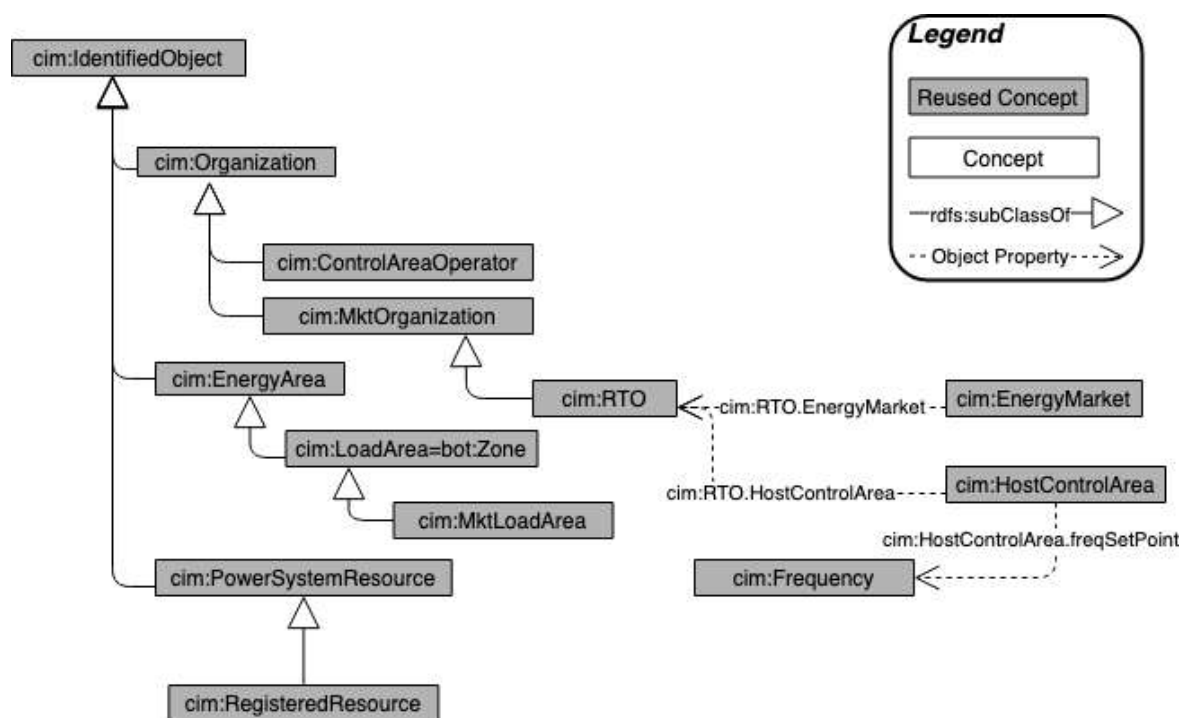 Legend
cim:IdentifiedObject
Reused Concept
cim:Organization
Concept
rdfs:subClassOf
cim:ControlAreaOperator
Object Property
cim:MktOrganization
cim:EnergyArea
cim:RTO
cim:RTO.EnergyMarket
cim:EnergyMarket
cim:LoadArea=bot:Zone
cim:RTO.HostControlArea
cim:HostControlArea
cim:MktLoadArea
cim:HostControlArea.freqSetPoint
cim:PowerSystemResource
cim:Frequency
cim:RegisteredResource